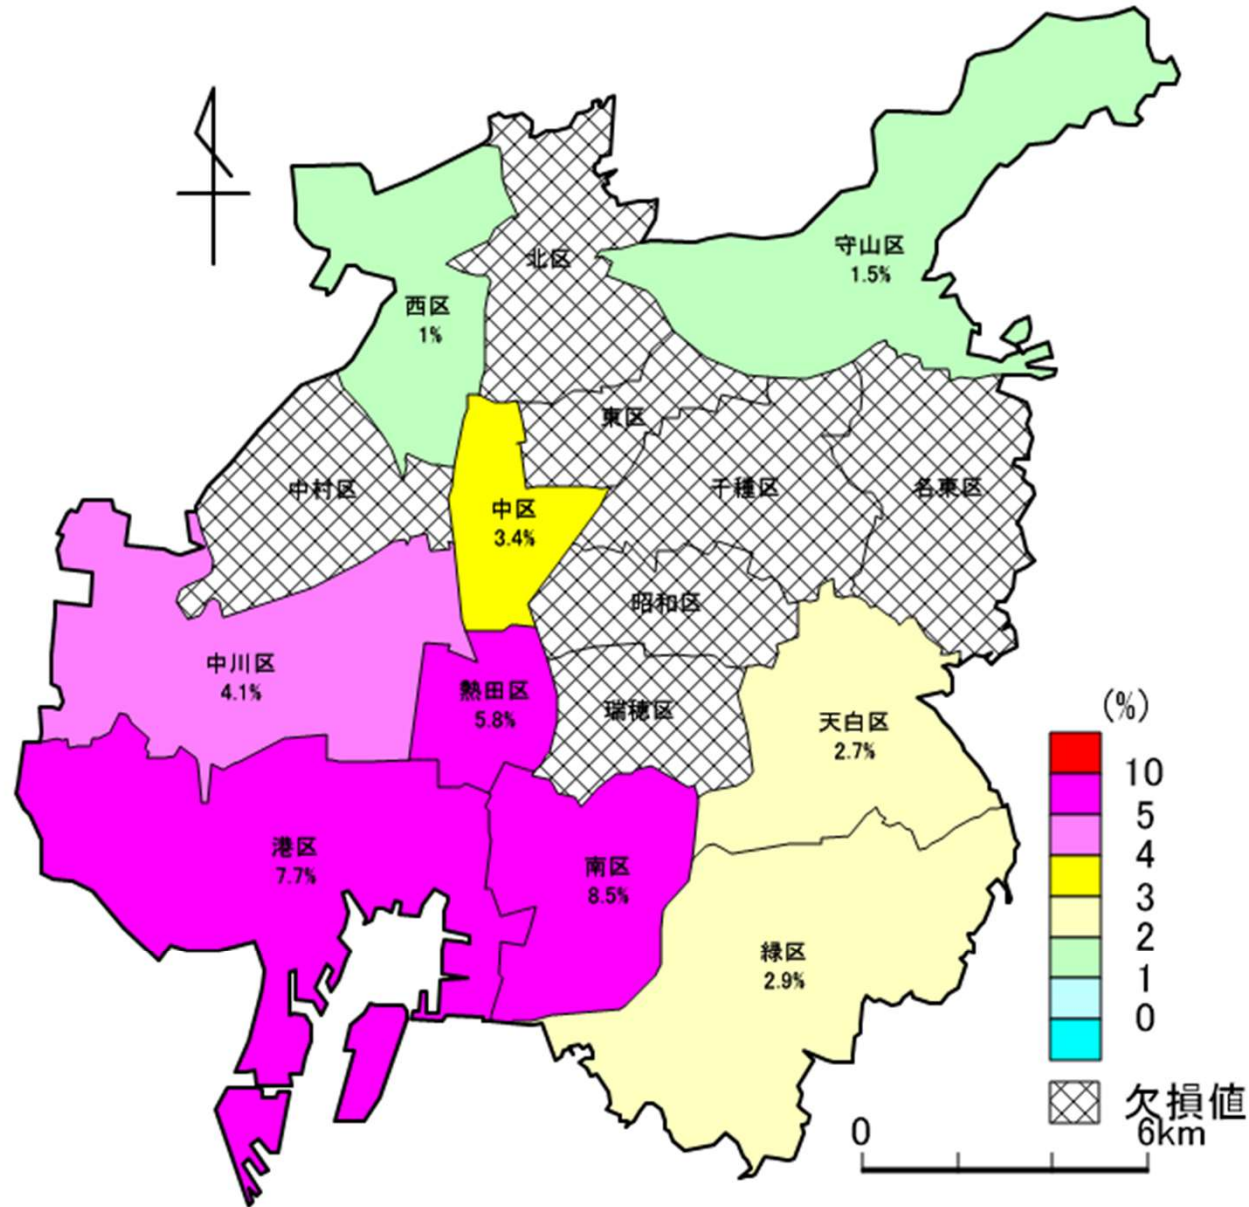 北区
守山区
1.5%
西区
1%
東区
中村区
千種区
名東区
中区
3.4%
昭和区
中川区
4.1%
熱田区
5.8%
瑞穂区
天白区
2.7%
港区
7.7%
南区
8.5%
緑区
2.9%
(%)
10
5
4
3
2
1
0
欠損値
0
6km